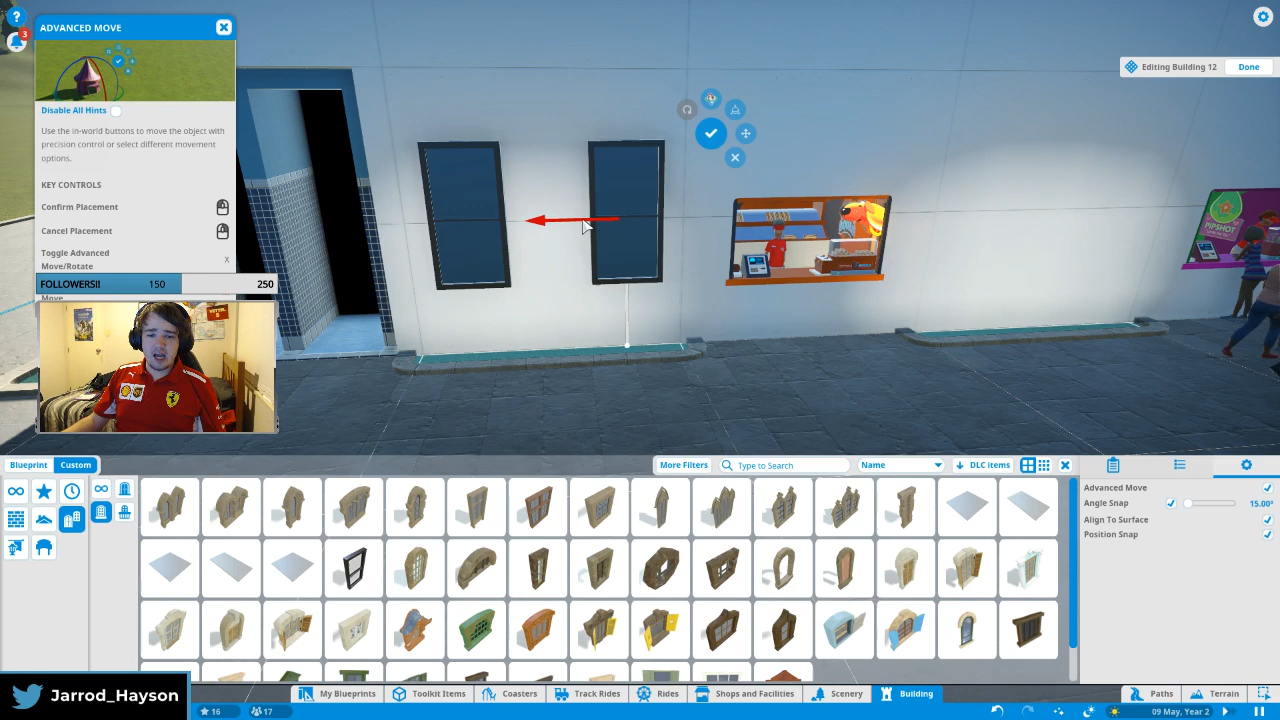 ?
3
ADVANCED MOVE
Disable All Hints
Use the in-world buttons to move the object with
precision control or select different movement
options.
KEY CONTROLS
Confirm Placement
Cancel Placement
Toggle Advanced
Move/Rotate
X
FOLLOWERS!! 150 250
Move
Editing Building 12 Done
PIPSHOT
Blueprint Custom
More Filters Type to Search Name DLC items
Advanced Move
Angle Snap 15.00°
Align To Surface
Position Snap
Jarrod_Hayson
My Blueprints Toolkit Items Coasters Track Rides Rides Shops and Facilities Scenery Building Paths Terrain
16 17 09 May, Year 2